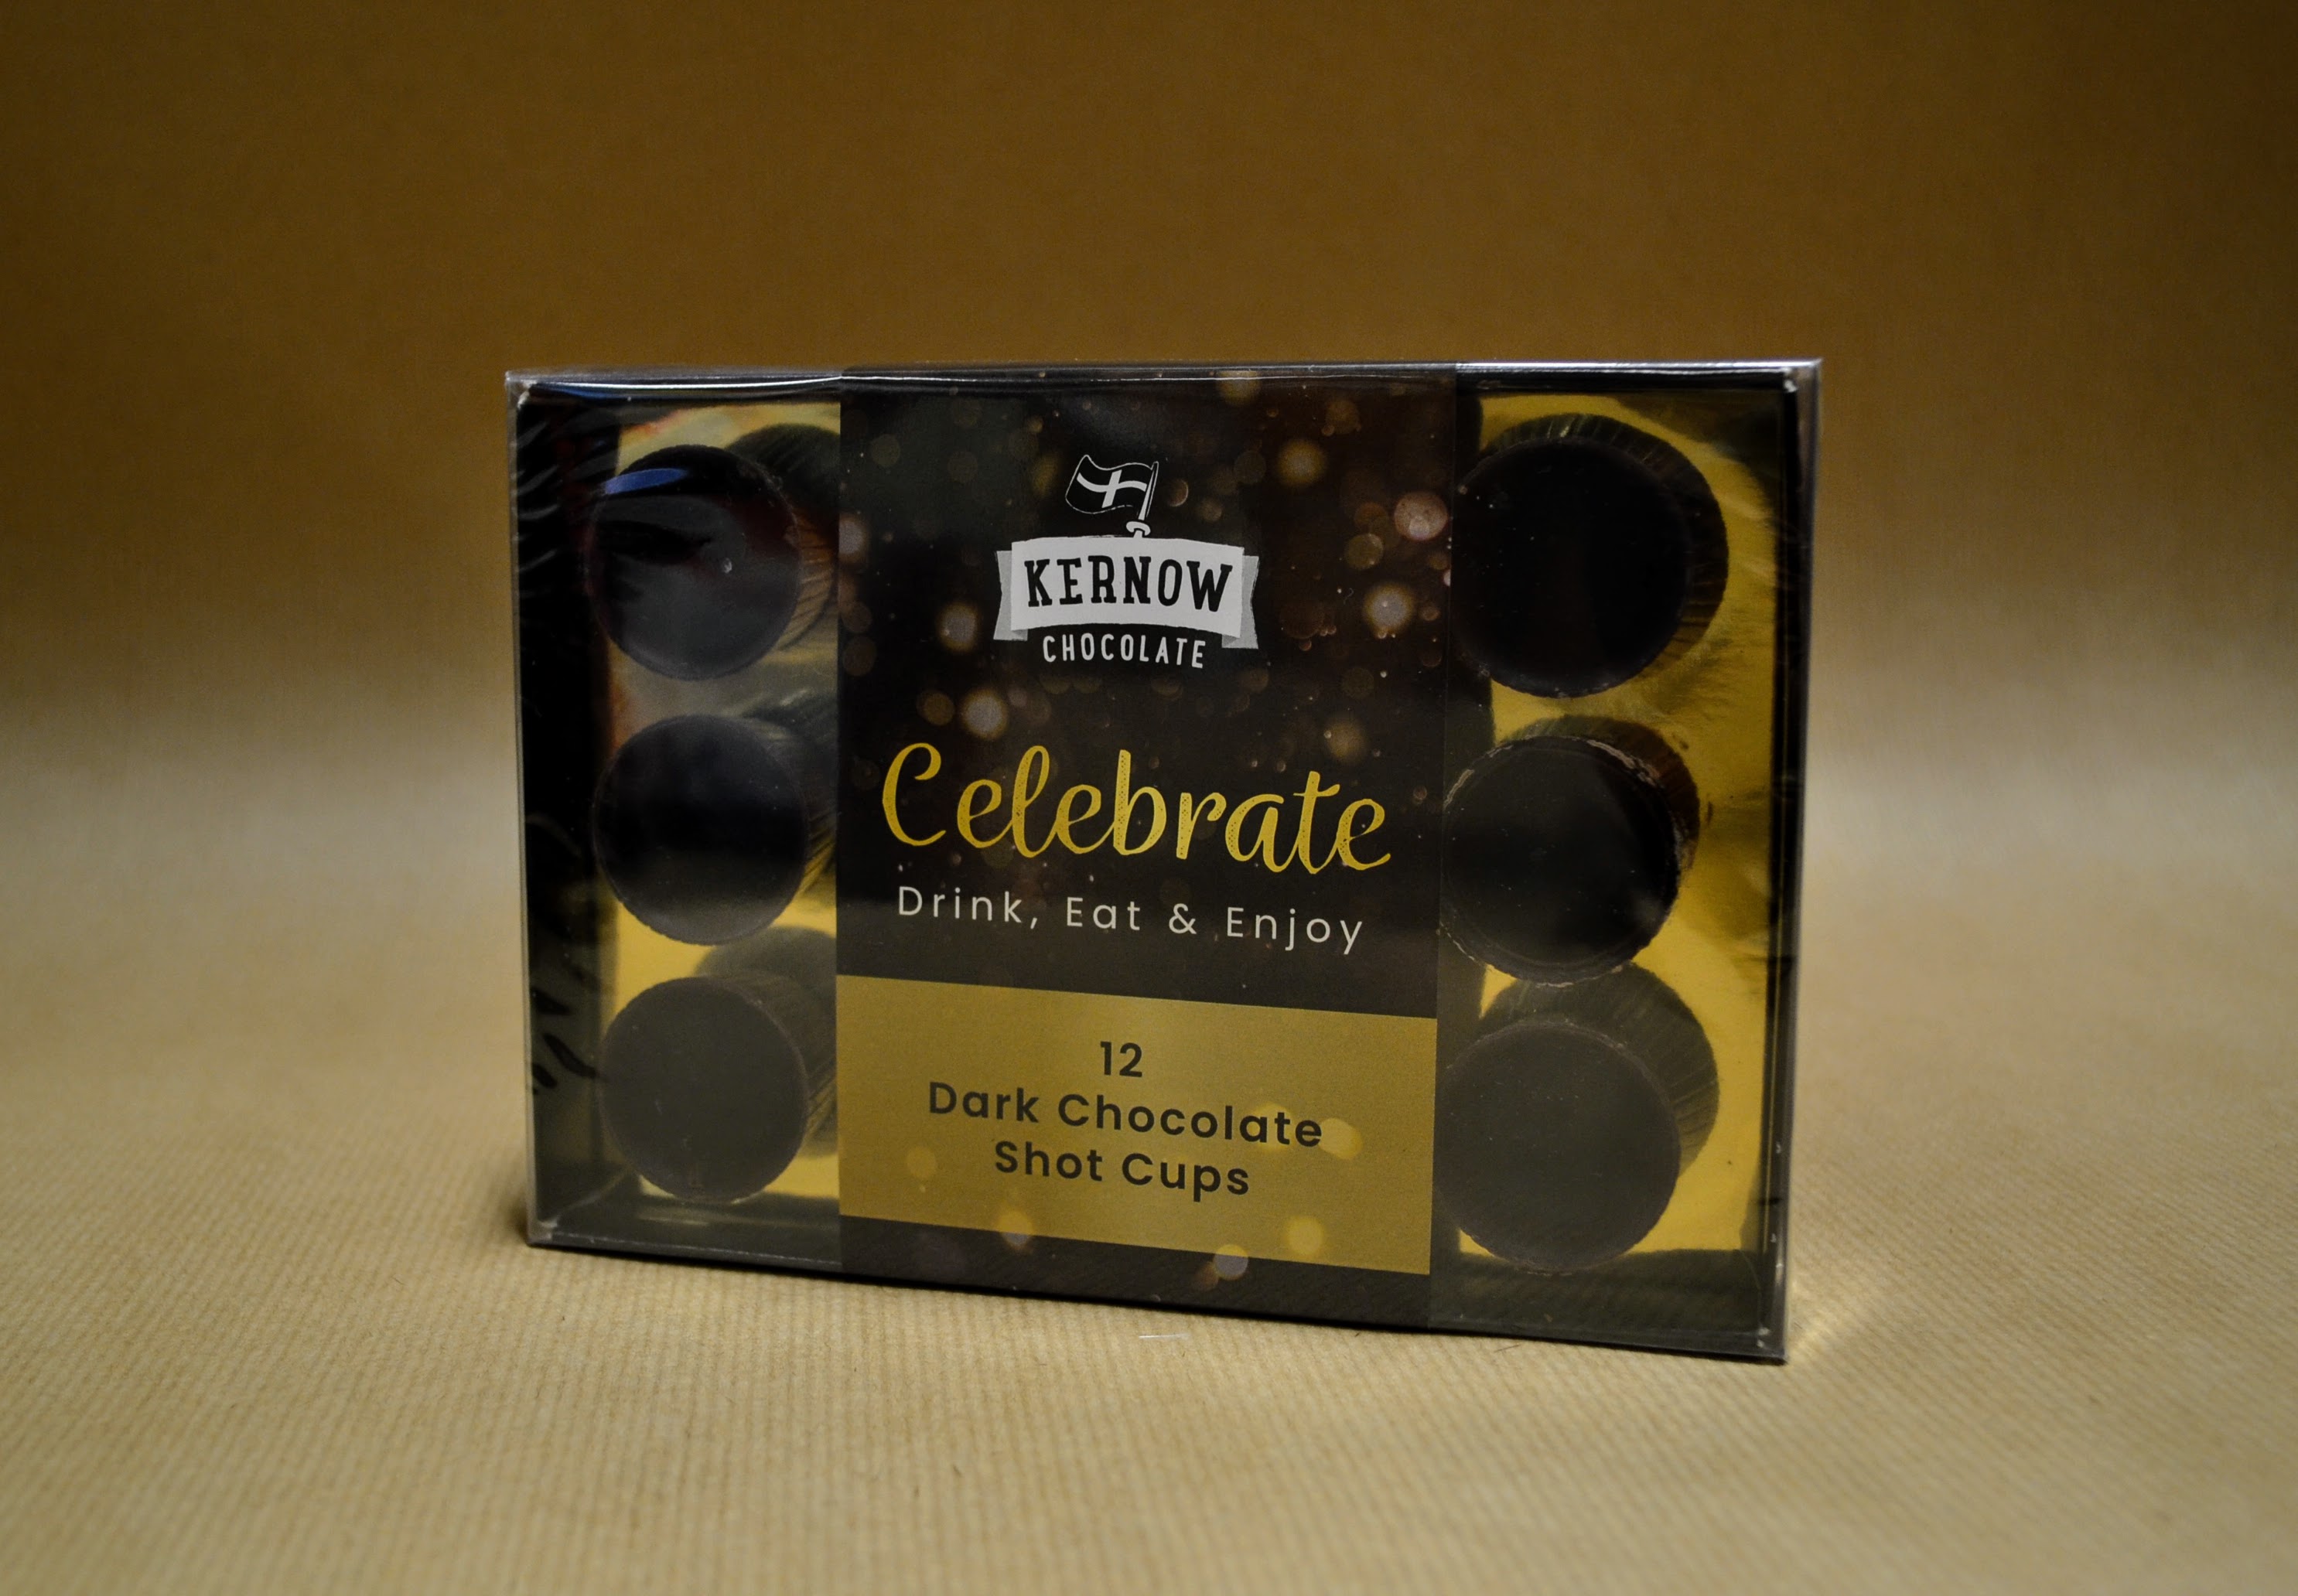 KERNOW
CHOCOLATE
Celebrate
Drink, Eat & Enjoy
12
Dark Chocolate
Shot Cups